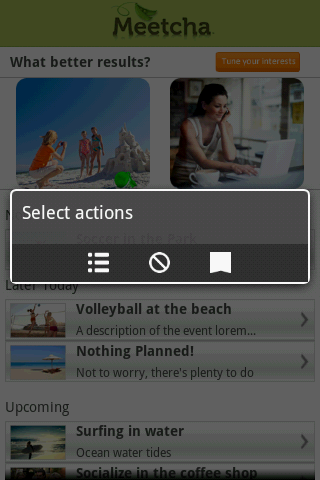 Meetcha
What better results?
Tune your interests
Select actions
Soccer in the Park
Later Today
Volleyball at the beach
A description of the event lorem...
Nothing Planned!
Not to worry, there's plenty to do
Upcoming
Surfing in water
Ocean water tides
Socialize in the coffee shop